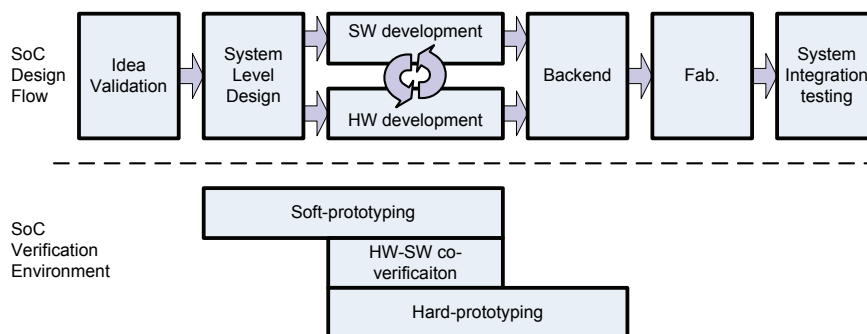 SoC
Design
Flow
Idea
Validation
System
Level
Design
SW development
HW development
Backend
Fab.
System
Integration
testing
SoC
Verification
Environment
Soft-prototyping
HW-SW co-
verificaiton
Hard-prototyping